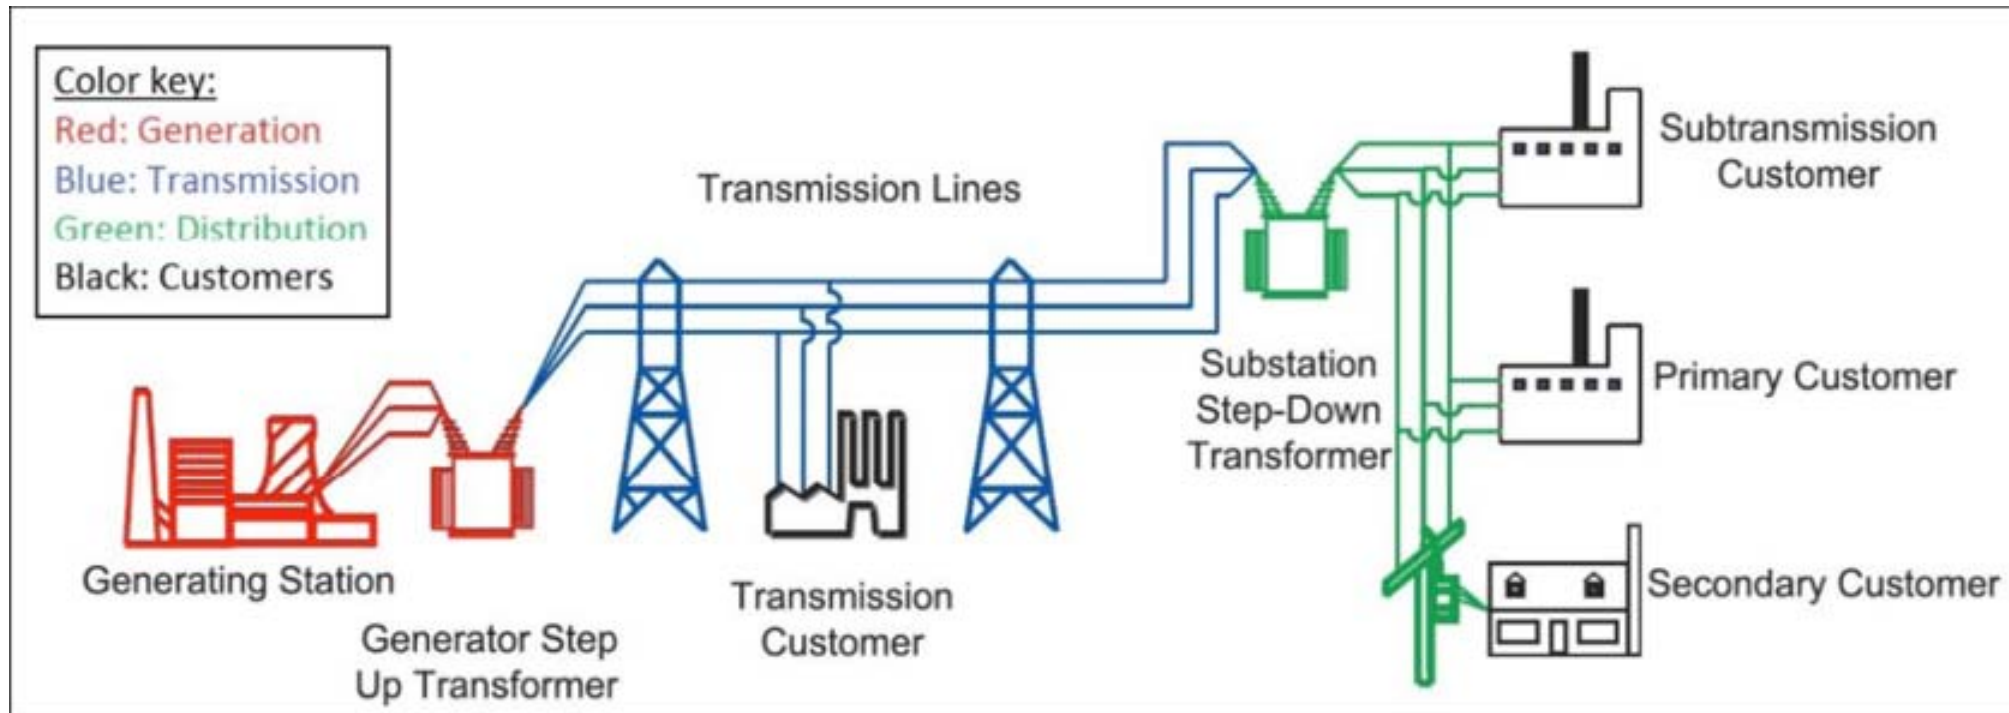 Color key:
Red: Generation
Blue: Transmission
Green: Distribution
Black: Customers
Transmission Lines
Subtransmission
Customer
Substation
Step-Down
Transformer
Primary Customer
Generating Station
Generator Step
Up Transformer
Transmission
Customer
Secondary Customer